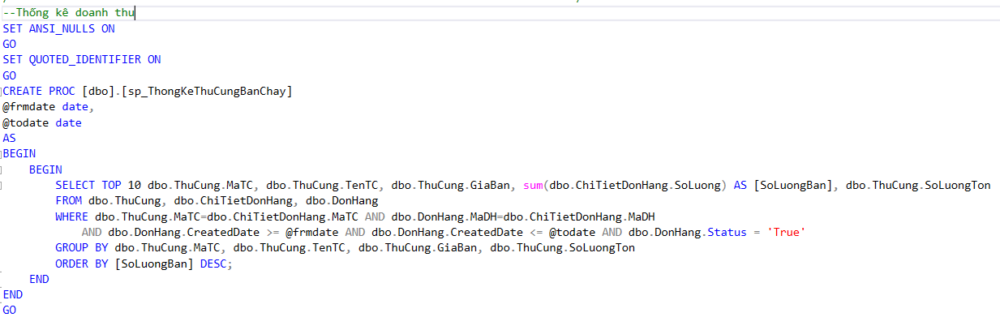 --Thống kê doanh thu
SET ANSI_NULLS ON
GO
SET QUOTED_IDENTIFIER ON
GO
CREATE PROC [dbo].[sp_ThongKeThuCungBanChay]
@frmdate date,
@todate date
AS
BEGIN
    BEGIN
        SELECT TOP 10 dbo.ThuCung.MaTC, dbo.ThuCung.TenTC, dbo.ThuCung.GiaBan, sum(dbo.ChiTietDonHang.SoLuong) AS [SoLuongBan], dbo.ThuCung.SoLuongTon
        FROM dbo.ThuCung, dbo.ChiTietDonHang, dbo.DonHang
        WHERE dbo.ThuCung.MaTC=dbo.ChiTietDonHang.MaTC AND dbo.DonHang.MaDH=dbo.ChiTietDonHang.MaDH
            AND dbo.DonHang.CreatedDate >= @frmdate AND dbo.DonHang.CreatedDate <= @todate AND dbo.DonHang.Status = 'True'
        GROUP BY dbo.ThuCung.MaTC, dbo.ThuCung.TenTC, dbo.ThuCung.GiaBan, dbo.ThuCung.SoLuongTon
        ORDER BY [SoLuongBan] DESC;
    END
END
GO